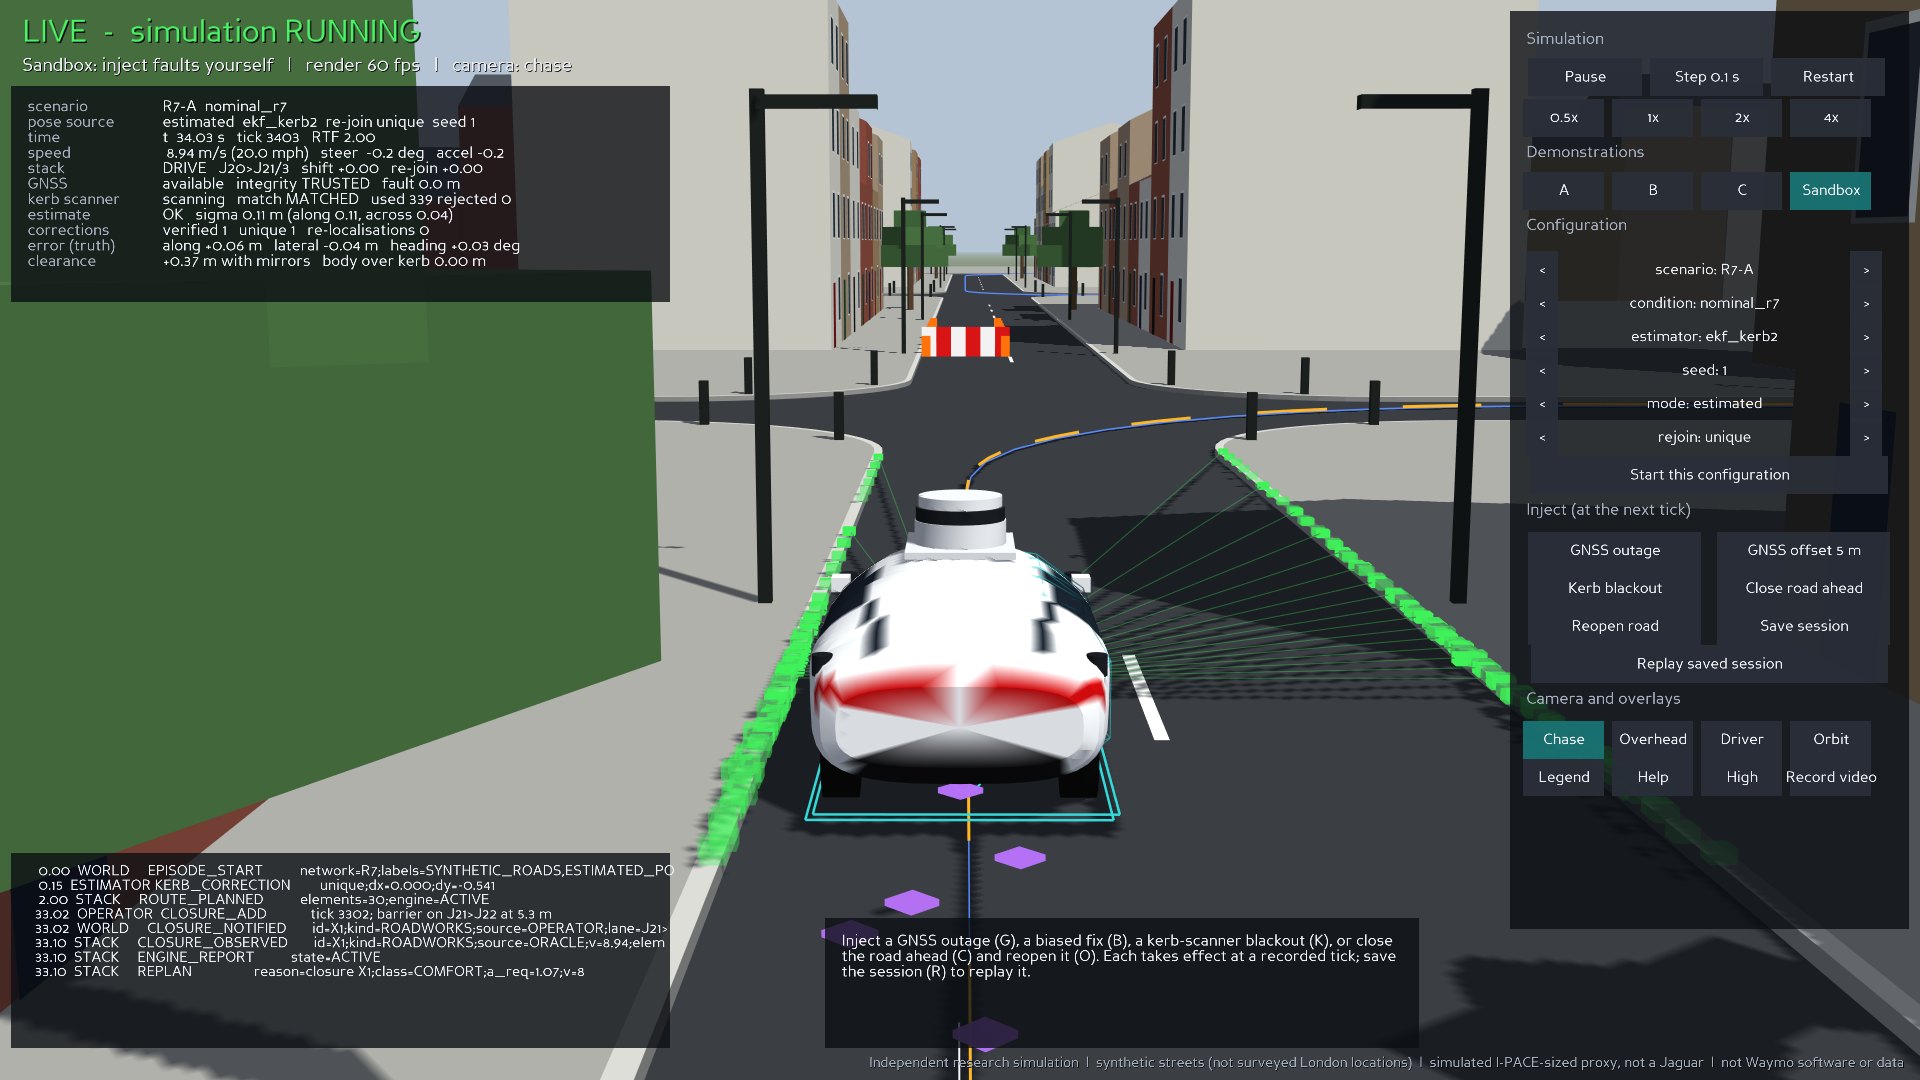 LIVE - simulation RUNNING
Sandbox: inject faults yourself | render 60 fps | camera: chase
scenario R7-A nominal_r7
pose source estimated ekf_kerb2 re-join unique seed 1
time t 34.03 s tick 3403 RTF 2.00
speed 8.94 m/s (20.0 mph) steer -0.2 deg accel -0.2
stack DRIVE J20>J21/3 shift +0.00 re-join +0.00
GNSS available integrity TRUSTED fault 0.0 m
kerb scanner scanning match MATCHED used 339 rejected 0
estimate OK sigma 0.11 m (along 0.11, across 0.04)
corrections verified 1 unique 1 re-localisations 0
error (truth) along +0.06 m lateral -0.04 m heading +0.03 deg
clearance +0.37 m with mirrors body over kerb 0.00 m
0.00 WORLD EPISODE_START network=R7;labels=SYNTHETIC_ROADS,ESTIMATED_PO
0.15 ESTIMATOR KERB_CORRECTION unique;dx=0.000;dy=-0.541
2.00 STACK ROUTE_PLANNED elements=30;engine=ACTIVE
33.02 OPERATOR CLOSURE_ADD tick 3302; barrier on J21>J22 at 5.3 m
33.02 WORLD CLOSURE_NOTIFIED id=X1;kind=ROADWORKS;source=OPERATOR;lane=J21>
33.10 STACK CLOSURE_OBSERVED id=X1;kind=ROADWORKS;source=ORACLE;v=8.94;elem
33.10 STACK ENGINE_REPORT state=ACTIVE
33.10 STACK REPLAN reason=closure X1;class=COMFORT;a_req=1.07;v=8
Inject a GNSS outage (G), a biased fix (B), a kerb-scanner blackout (K), or close
the road ahead (C) and reopen it (O). Each takes effect at a recorded tick; save
the session (R) to replay it.
Simulation
Pause Step 0.1 s Restart
0.5x 1x 2x 4x
Demonstrations
A B C Sandbox
Configuration
< scenario: R7-A >
< condition: nominal_r7 >
< estimator: ekf_kerb2 >
< seed: 1 >
< mode: estimated >
< rejoin: unique >
Start this configuration
Inject (at the next tick)
GNSS outage GNSS offset 5 m
Kerb blackout Close road ahead
Reopen road Save session
Replay saved session
Camera and overlays
Chase Overhead Driver Orbit
Legend Help High Record video
Independent research simulation | synthetic streets (not surveyed London locations) | simulated I-PACE-sized proxy, not a Jaguar | not Waymo software or data